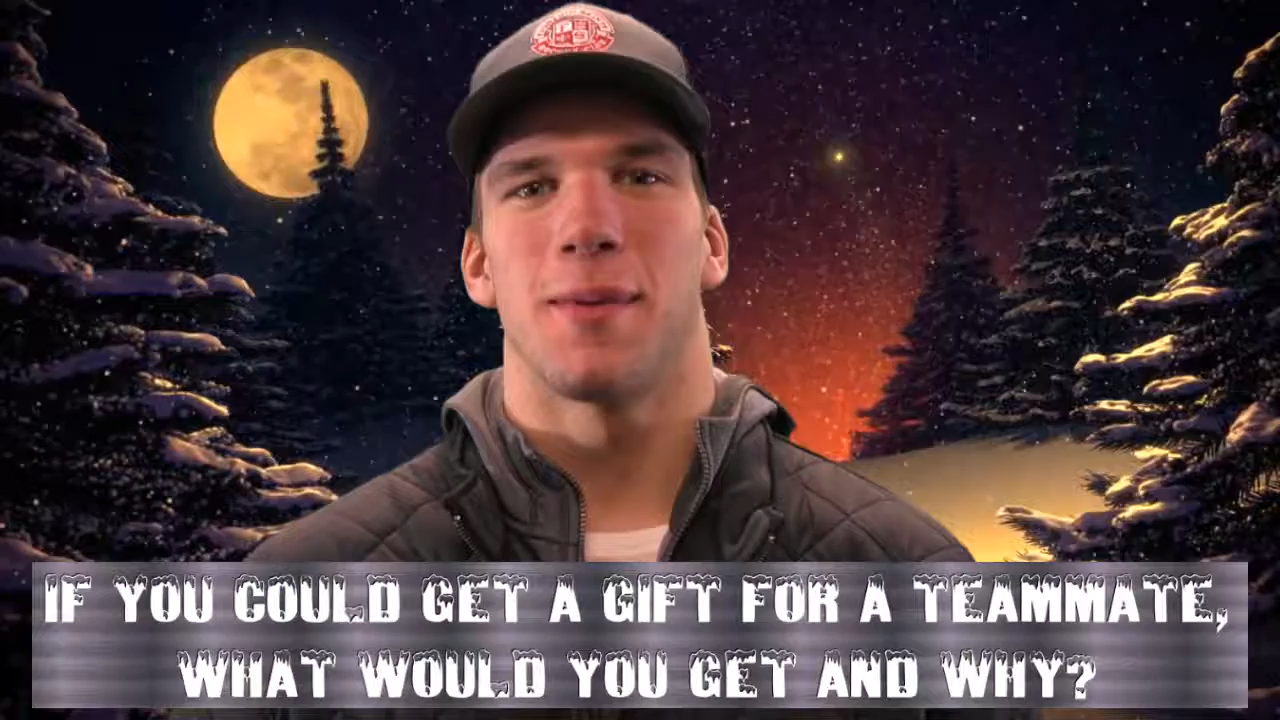 IF YOU COULD GET A GIFT FOR A TEAMMATE,
WHAT WOULD YOU GET AND WHY?